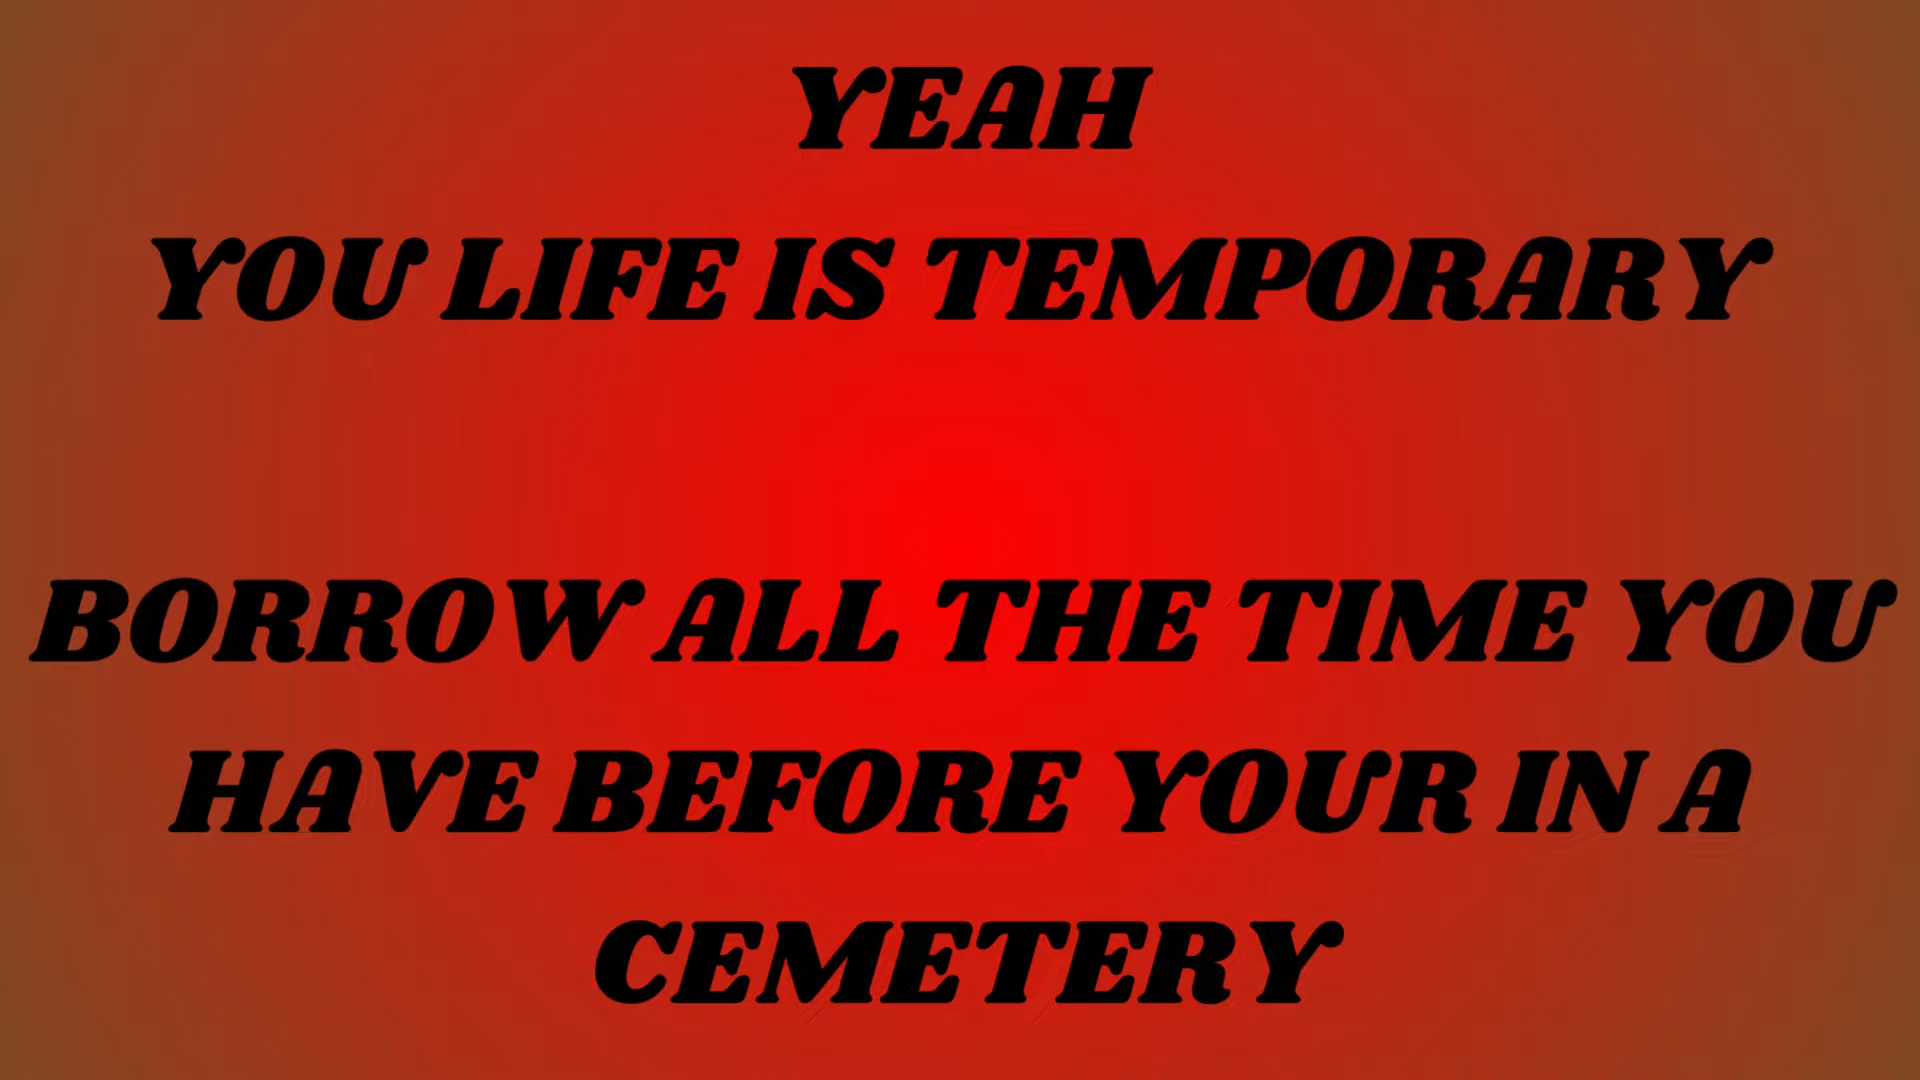 YEAH
YOU LIFE IS TEMPORARY
BORROW ALL THE TIME YOU
HAVE BEFORE YOUR IN A
CEMETERY